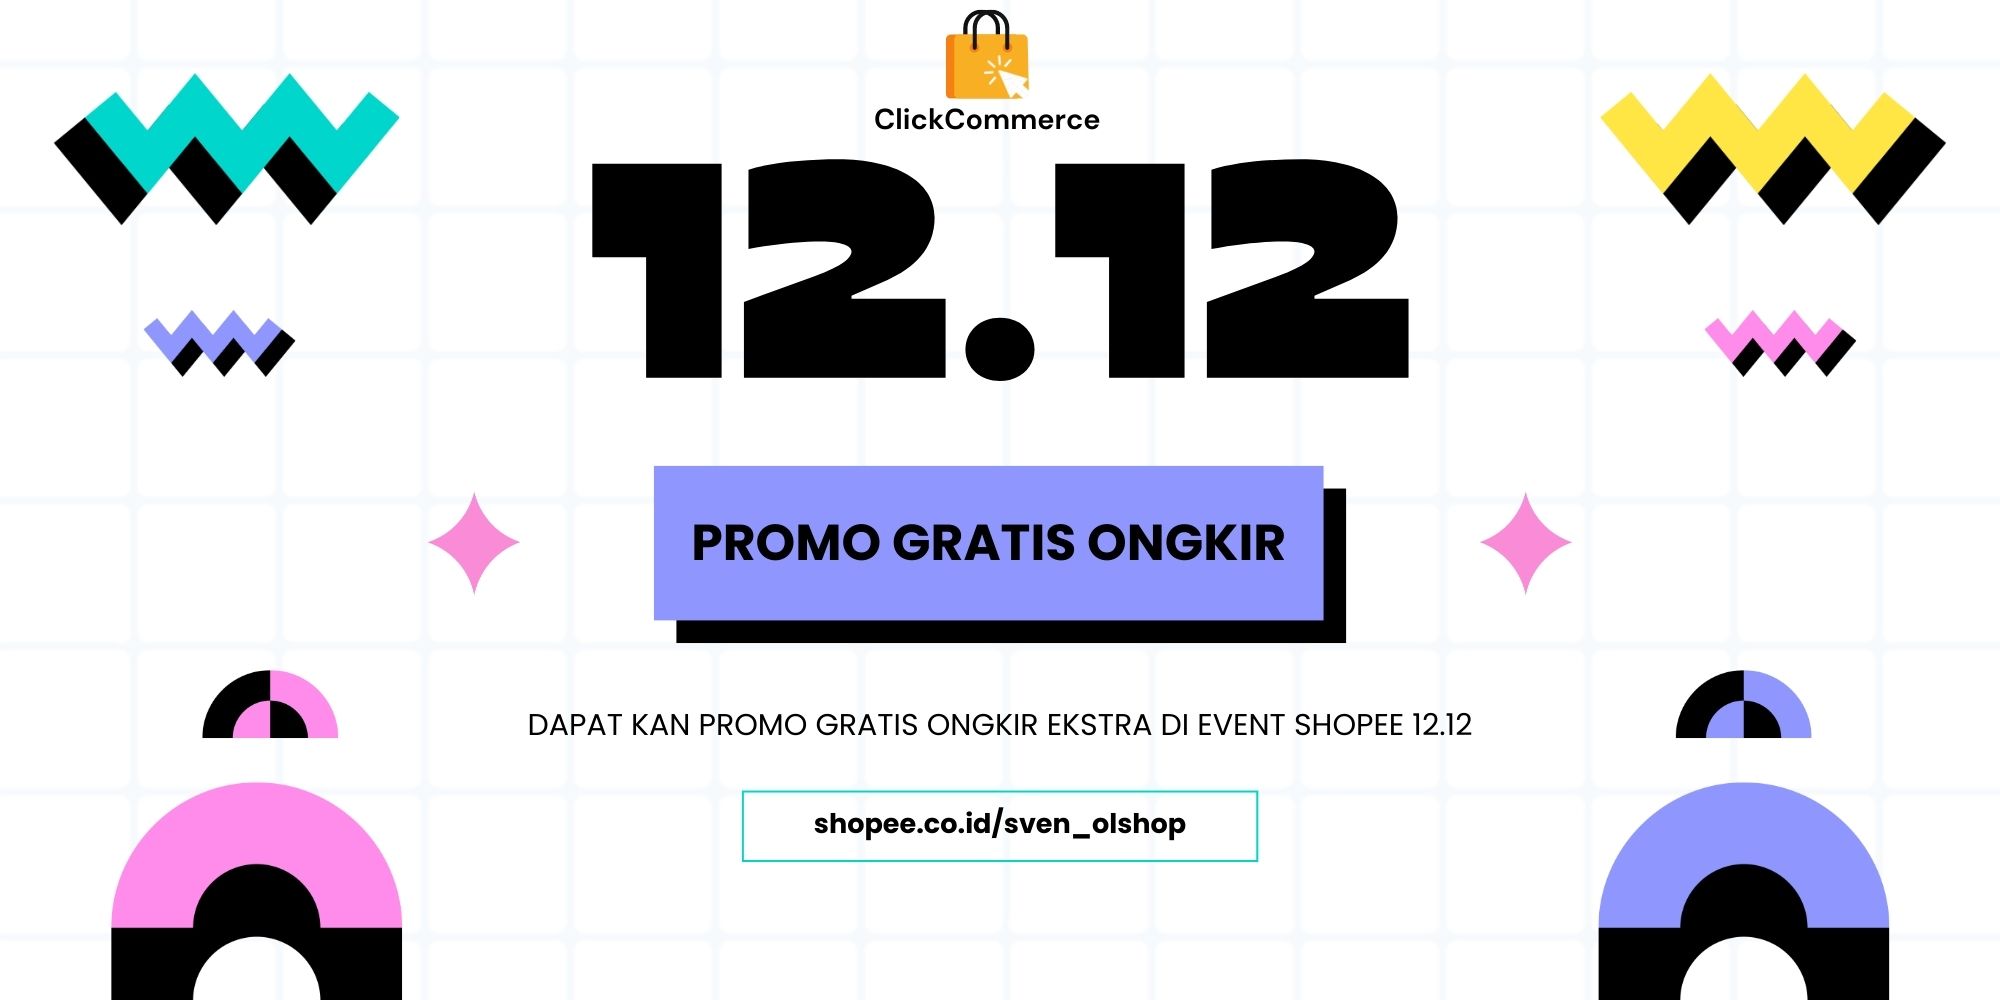 ClickCommerce
12.12
PROMO GRATIS ONGKIR
DAPAT KAN PROMO GRATIS ONGKIR EKSTRA DI EVENT SHOPEE 12.12
shopee.co.id/sven_olshop